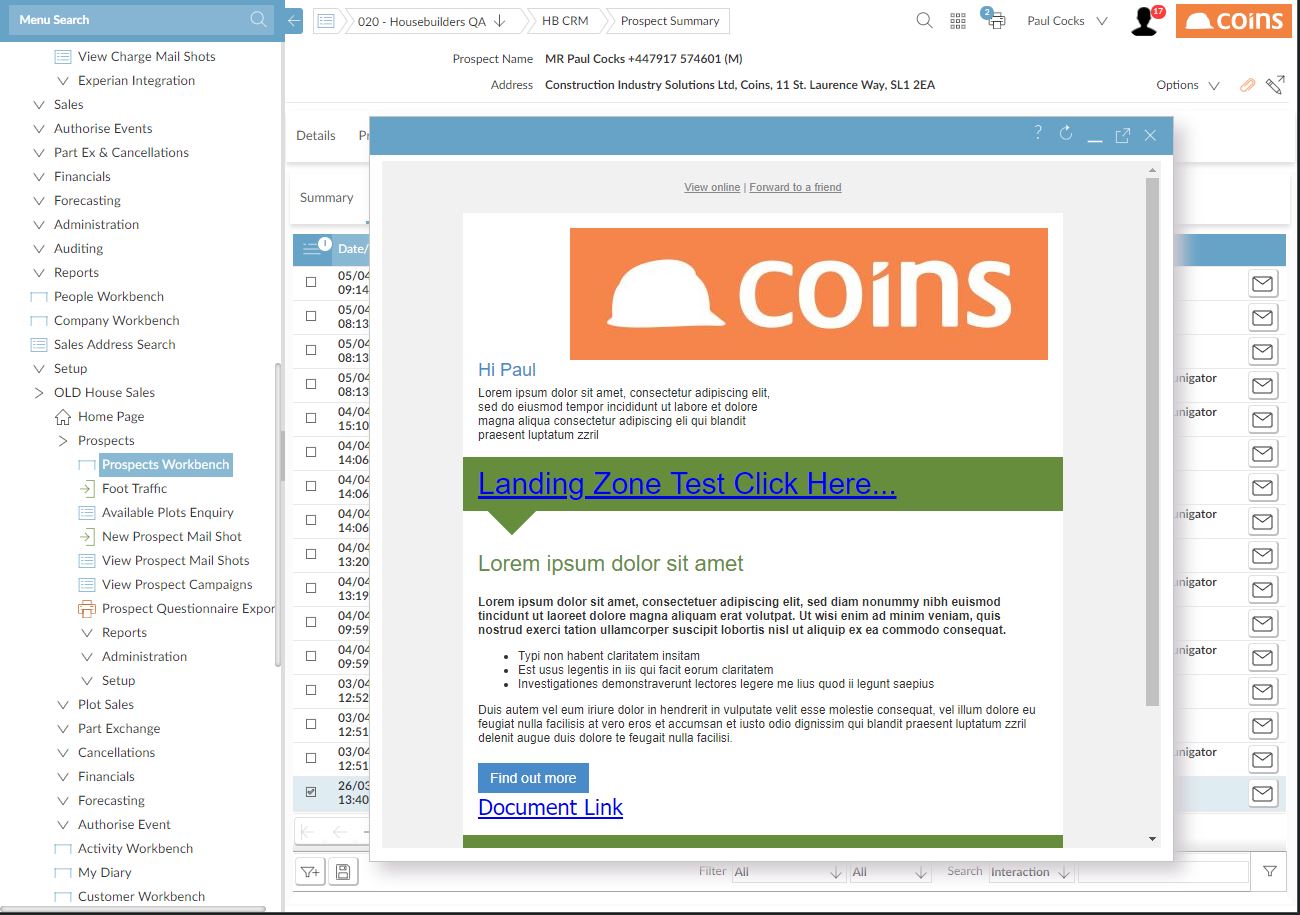 Menu Search
View Charge Mail Shots
Experian Integration
Sales
Authorise Events
Part Ex & Cancellations
Financials
Forecasting
Administration
Auditing
Reports
People Workbench
Company Workbench
Sales Address Search
Setup
OLD House Sales
Home Page
Prospects
Prospects Workbench
Foot Traffic
Available Plots Enquiry
New Prospect Mail Shot
View Prospect Mail Shots
View Prospect Campaigns
Prospect Questionnaire Expor
Reports
Administration
Setup
Plot Sales
Part Exchange
Cancellations
Financials
Forecasting
Authorise Event
Activity Workbench
My Diary
Customer Workbench
020 - Housebuilders QA
HB CRM
Prospect Summary
2
Paul Cocks
17
coins
Prospect Name MR Paul Cocks +447917 574601 (M)
Address Construction Industry Solutions Ltd, Coins, 11 St. Laurence Way, SL1 2EA
Options
Details Pr
Summary
1
Date/
05/04
09:14
05/04
08:13
05/04
08:13
05/04
08:13
unigator
04/04
15:10
unigator
04/04
14:06
04/04
14:06
04/04
14:06
unigator
04/04
13:20
04/04
13:19
unigator
04/04
09:59
04/04
09:59
unigator
03/04
12:52
03/04
12:51
03/04
12:51
unigator
26/03
13:40
?
View online | Forward to a friend
coins
Hi Paul
Lorem ipsum dolor sit amet, consectetur adipiscing elit,
sed do eiusmod tempor incididunt ut labore et dolore
magna aliqua consectetur adipiscing eli qui blandit
praesent luptatum zzril
Landing Zone Test Click Here...
Lorem ipsum dolor sit amet
Lorem ipsum dolor sit amet, consectetuer adipiscing elit, sed diam nonummy nibh euismod
tincidunt ut laoreet dolore magna aliquam erat volutpat. Ut wisi enim ad minim veniam, quis
nostrud exerci tation ullamcorper suscipit lobortis nisl ut aliquip ex ea commodo consequat.
Typi non habent claritatem insitam
Est usus legentis in iis qui facit eorum claritatem
Investigationes demonstraverunt lectores legere me lius quod ii legunt saepius
Duis autem vel eum iriure dolor in hendrerit in vulputate velit esse molestie consequat, vel illum dolore eu
feugiat nulla facilisis at vero eros et accumsan et iusto odio dignissim qui blandit praesent luptatum zzril
delenit augue duis dolore te feugait nulla facilisi.
Find out more
Document Link
Filter All All Search Interaction